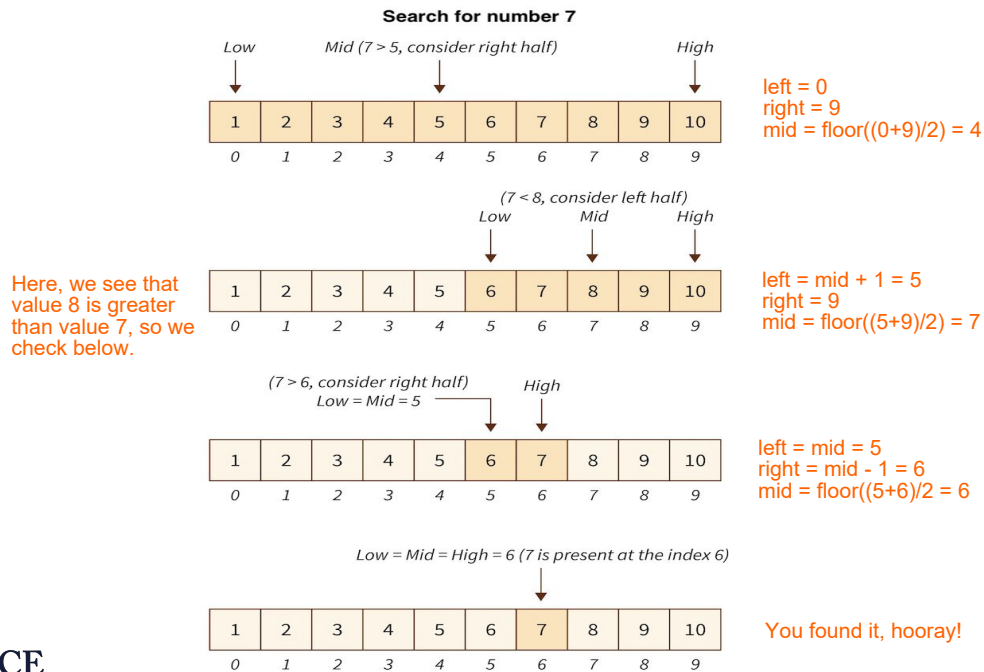 Search for number 7
Low Mid (7 > 5, consider right half) High
1 2 3 4 5 6 7 8 9 10
0 1 2 3 4 5 6 7 8 9
left = 0
right = 9
mid = floor((0+9)/2) = 4
(7 < 8, consider left half)
Low Mid High
1 2 3 4 5 6 7 8 9 10
0 1 2 3 4 5 6 7 8 9
Here, we see that
value 8 is greater
than value 7, so we
check below.
left = mid + 1 = 5
right = 9
mid = floor((5+9)/2) = 7
(7 > 6, consider right half)
Low = Mid = 5
High
1 2 3 4 5 6 7 8 9 10
0 1 2 3 4 5 6 7 8 9
left = mid = 5
right = mid - 1 = 6
mid = floor((5+6)/2 = 6
Low = Mid = High = 6 (7 is present at the index 6)
1 2 3 4 5 6 7 8 9 10
0 1 2 3 4 5 6 7 8 9
You found it, hooray!
CE